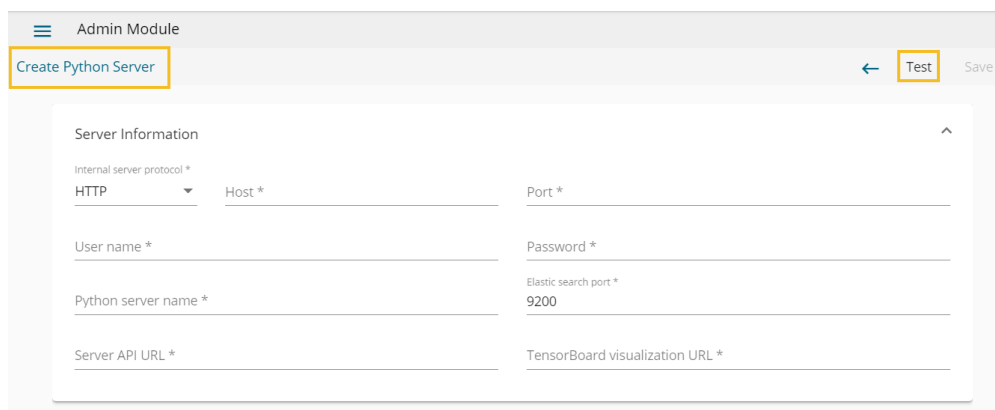 Admin Module
Create Python Server
Test
Save
Server Information
Internal server protocol *
HTTP
Host *
Port *
User name *
Password *
Python server name *
Elastic search port *
9200
Server API URL *
TensorBoard visualization URL *